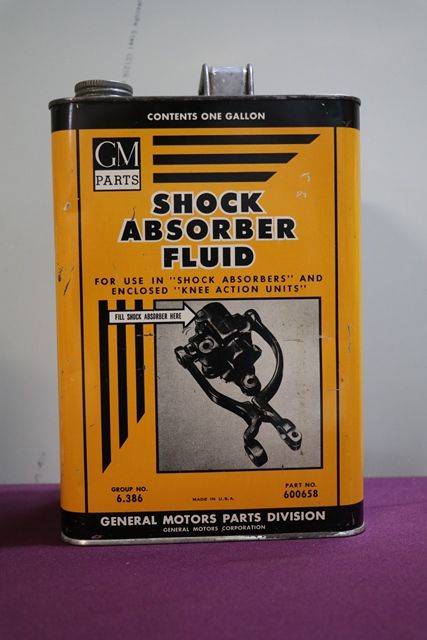 CONTENTS ONE GALLON
GM
PARTS
SHOCK
ABSORBER
FLUID
FOR USE IN "SHOCK ABSORBERS" AND
ENCLOSED "KNEE ACTION UNITS"
FILL SHOCK ABSORBER HERE
GROUP NO.
6.386
MADE IN U.S.A.
PART NO.
600658
GENERAL MOTORS PARTS DIVISION
GENERAL MOTORS CORPORATION